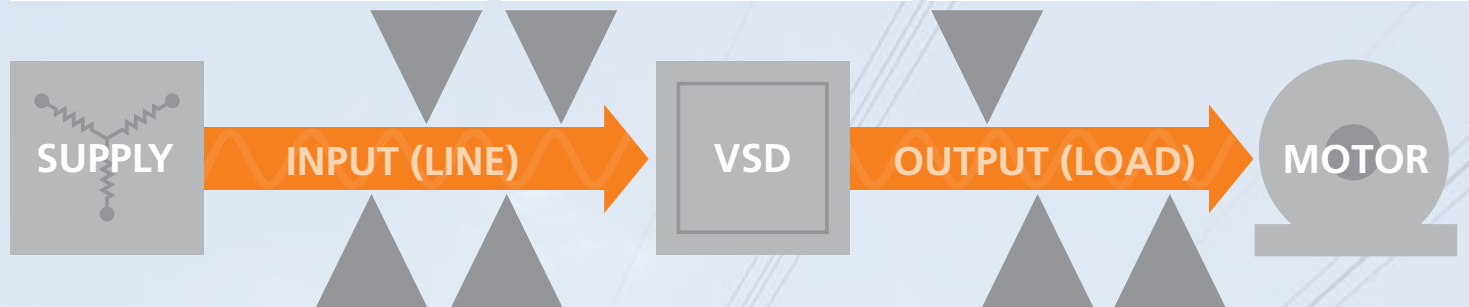 SUPPLY
INPUT (LINE)
VSD
OUTPUT (LOAD)
MOTOR